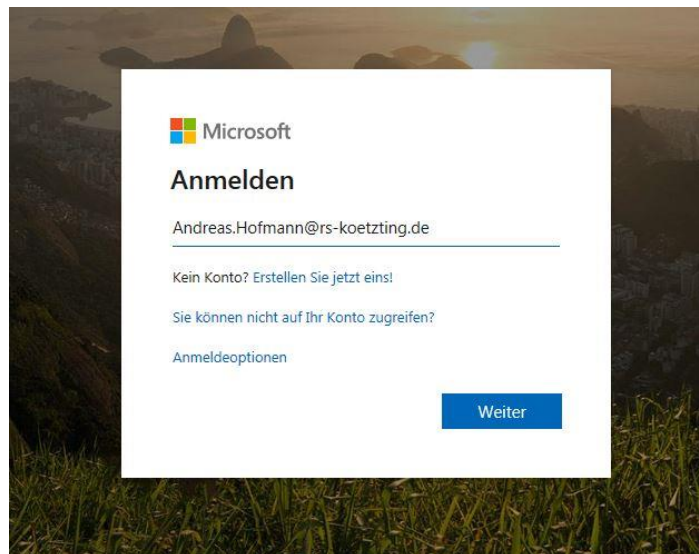 Microsoft
Anmelden
Andreas.Hofmann@rs-koetzting.de
Kein Konto? Erstellen Sie jetzt eins!
Sie können nicht auf Ihr Konto zugreifen?
Anmeldeoptionen
Weiter